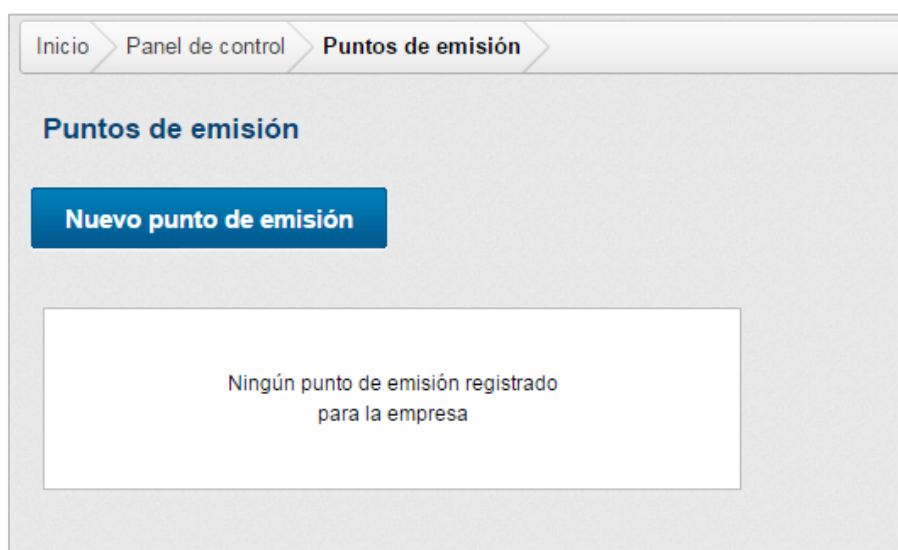 Inicio Panel de control Puntos de emisión
Puntos de emisión
Nuevo punto de emisión
Ningún punto de emisión registrado
para la empresa